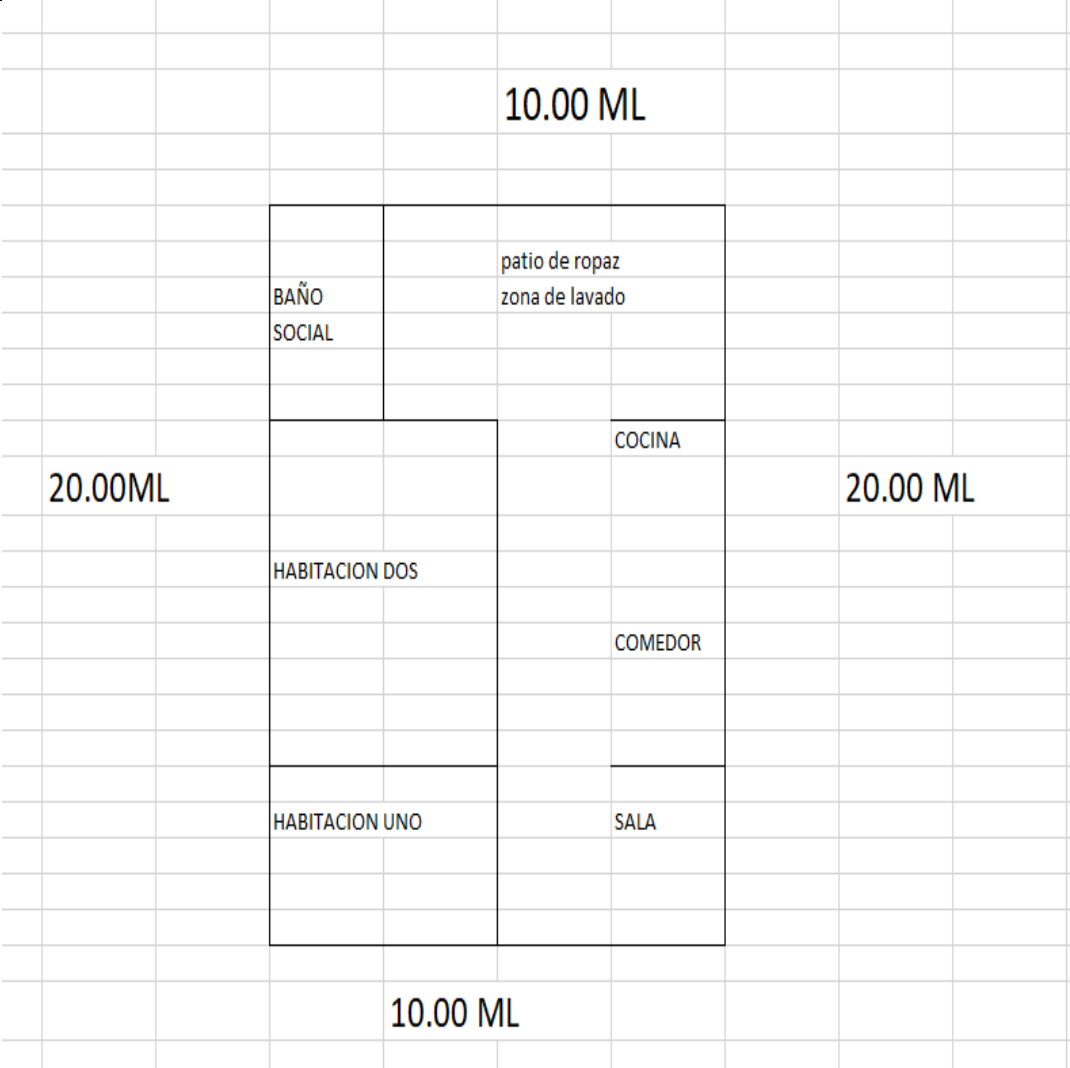 10.00 ML
patio de ropaz
BAÑO
zona de lavado
SOCIAL
COCINA
20.00ML
20.00 ML
HABITACION DOS
COMEDOR
HABITACION UNO
SALA
10.00 ML